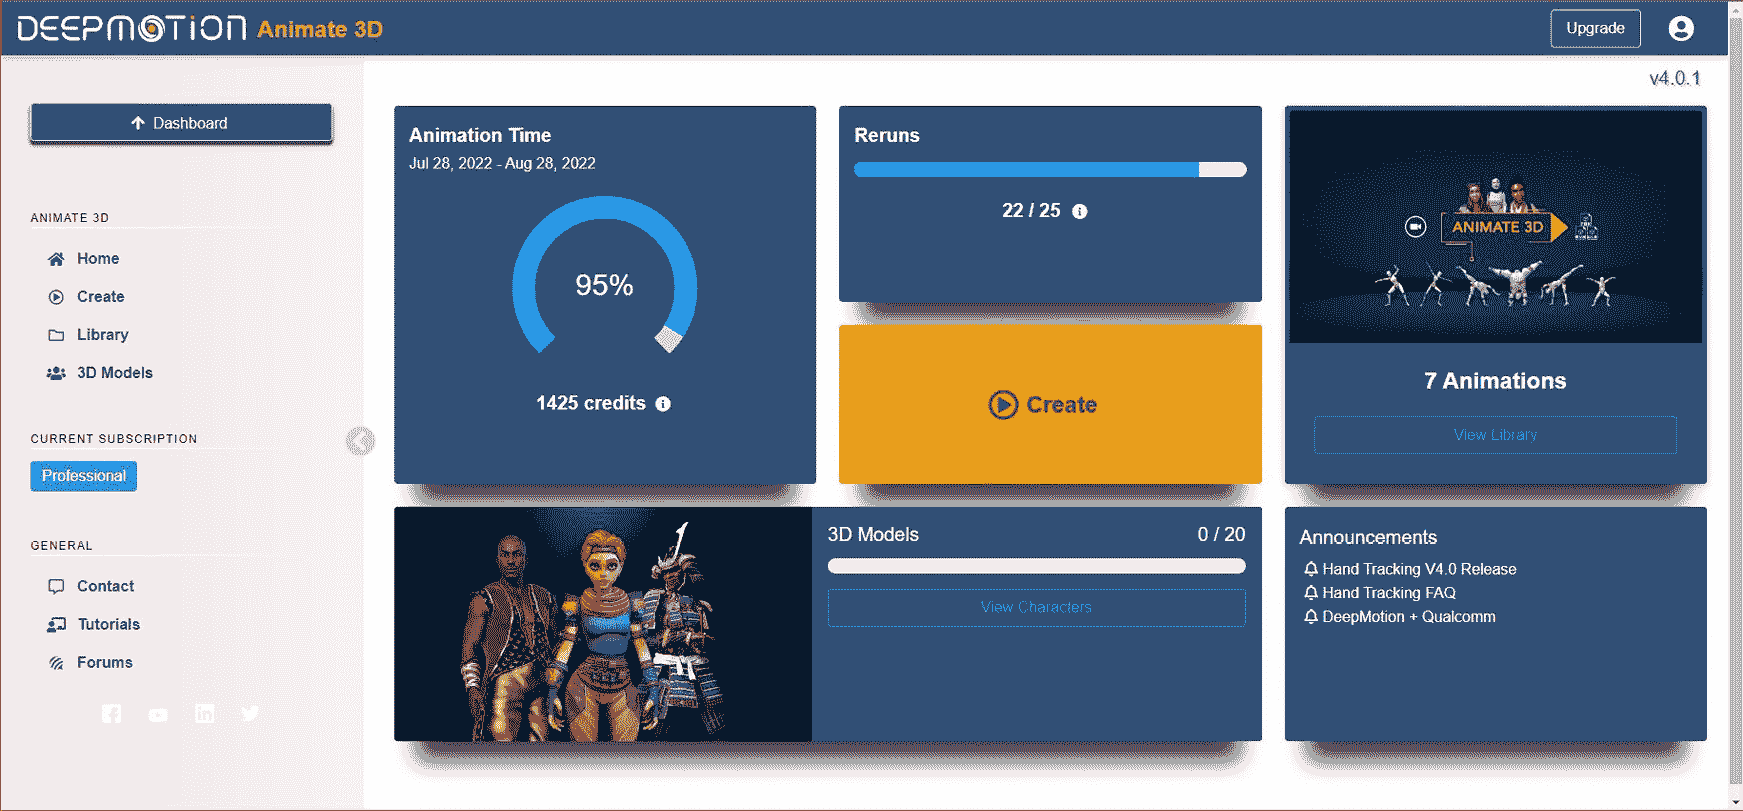 DEEPMOTION Animate 3D
Upgrade
v4.0.1
Dashboard
ANIMATE 3D
Home
Create
Library
3D Models
CURRENT SUBSCRIPTION
Professional
GENERAL
Contact
Tutorials
Forums
Animation Time
Jul 28, 2022 - Aug 28, 2022
95%
1425 credits
Reruns
22 / 25
Create
ANIMATE 3D
7 Animations
View Library
3D Models 0 / 20
View Characters
Announcements
Hand Tracking V4.0 Release
Hand Tracking FAQ
DeepMotion + Qualcomm